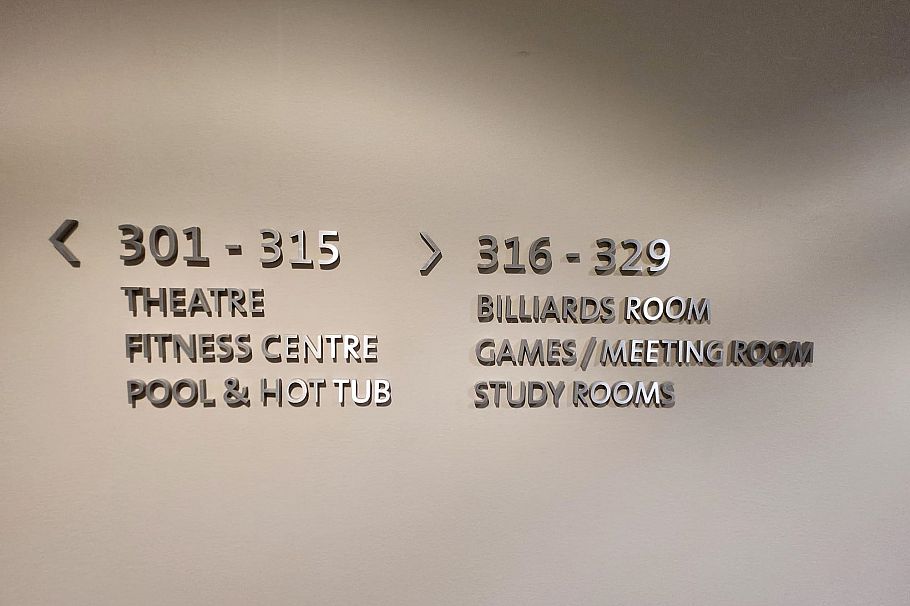 < 301 - 315
THEATRE
FITNESS CENTRE
POOL & HOT TUB
> 316 - 329
BILLIARDS ROOM
GAMES / MEETING ROOM
STUDY ROOMS